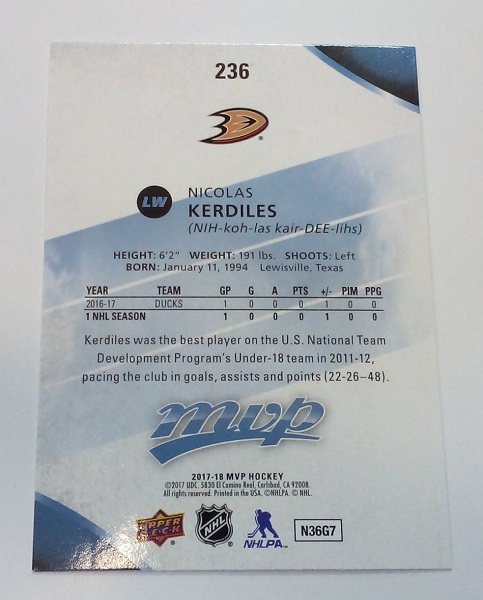 236
LW
NICOLAS
KERDILES
(NIH-koh-las kair-DEE-lihs)
HEIGHT: 6'2" WEIGHT: 191 lbs. SHOOTS: Left
BORN: January 11, 1994 Lewisville, Texas
YEAR TEAM GP G A PTS +/- PIM PPG
2016-17 DUCKS 1 0 0 0 1 0 0
1 NHL SEASON 1 0 0 0 1 0 0
Kerdiles was the best player on the U.S. National Team
Development Program's Under-18 team in 2011-12,
pacing the club in goals, assists and points (22-26–48).
mvp
2017-18 MVP HOCKEY
©2017 UDC. 5830 El Camino Real, Carlsbad, CA 92008.
All rights reserved. Printed in the USA. ©NHLPA. © NHL.
UPPER DECK NHL NHLPA N36G7